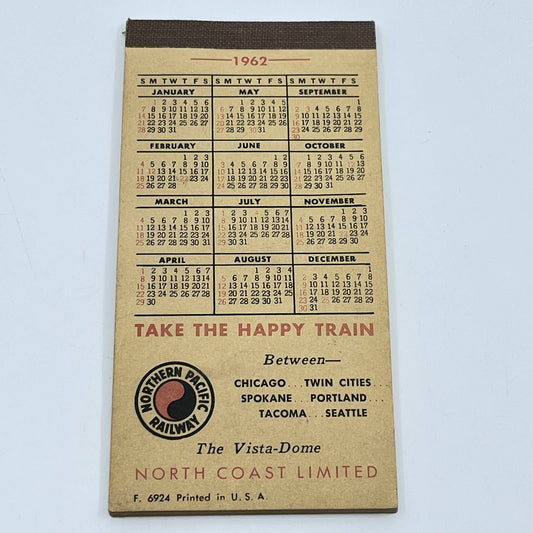 1962
S M T W T F S S M T W T F S S M T W T F S
JANUARY MAY SEPTEMBER
1 2 3 4 5 6 1 2 3 4 5 1
7 8 9 10 11 12 13 6 7 8 9 10 11 12 2 3 4 5 6 7 8
14 15 16 17 18 19 20 13 14 15 16 17 18 19 9 10 11 12 13 14 15
21 22 23 24 25 26 27 20 21 22 23 24 25 26 16 17 18 19 20 21 22
28 29 30 31 27 28 29 30 31 23 24 25 26 27 28 29
30
FEBRUARY JUNE OCTOBER
1 2 3 1 2 1 2 3 4 5 6
4 5 6 7 8 9 10 3 4 5 6 7 8 9 7 8 9 10 11 12 13
11 12 13 14 15 16 17 10 11 12 13 14 15 16 14 15 16 17 18 19 20
18 19 20 21 22 23 24 17 18 19 20 21 22 23 21 22 23 24 25 26 27
25 26 27 28 24 25 26 27 28 29 30 28 29 30 31
MARCH JULY NOVEMBER
1 2 3 1 2 3 4 5 6 7 1 2 3
4 5 6 7 8 9 10 8 9 10 11 12 13 14 4 5 6 7 8 9 10
11 12 13 14 15 16 17 15 16 17 18 19 20 21 11 12 13 14 15 16 17
18 19 20 21 22 23 24 22 23 24 25 26 27 28 18 19 20 21 22 23 24
25 26 27 28 29 30 31 29 30 31 25 26 27 28 29 30
APRIL AUGUST DECEMBER
1 2 3 4 5 6 7 1 2 3 4 1
8 9 10 11 12 13 14 5 6 7 8 9 10 11 2 3 4 5 6 7 8
15 16 17 18 19 20 21 12 13 14 15 16 17 18 9 10 11 12 13 14 15
22 23 24 25 26 27 28 19 20 21 22 23 24 25 16 17 18 19 20 21 22
29 30 26 27 28 29 30 31 23 24 25 26 27 28 29
30 31
TAKE THE HAPPY TRAIN
Between—
CHICAGO . . . TWIN CITIES . . .
SPOKANE . . . PORTLAND . . .
TACOMA . . . SEATTLE
NORTHERN PACIFIC
RAILWAY
The Vista-Dome
NORTH COAST LIMITED
F. 6924 Printed in U. S. A.